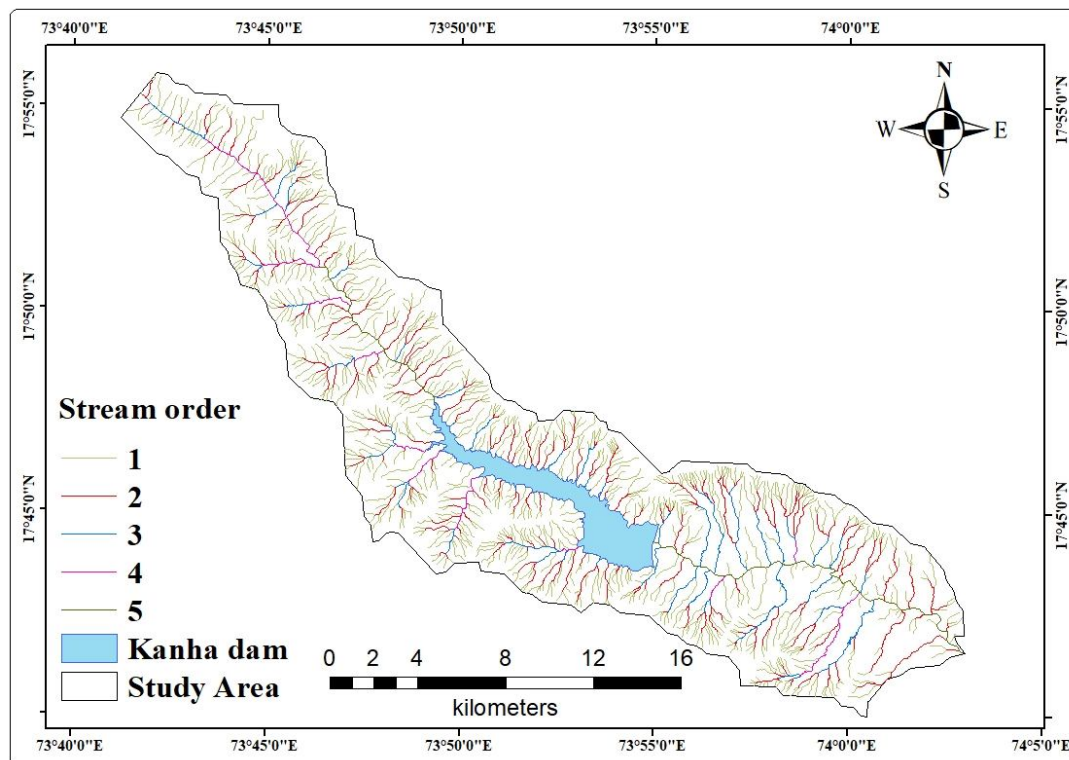 73°40'0"E 73°45'0"E 73°50'0"E 73°55'0"E 74°0'0"E
17°55'0"N
17°50'0"N
17°45'0"N
17°55'0"N
17°50'0"N
17°45'0"N
N
W E
S
Stream order
1
2
3
4
5
Kanha dam
Study Area
0 2 4 8 12 16
kilometers
73°40'0"E 73°45'0"E 73°50'0"E 73°55'0"E 74°0'0"E 74°5'0"E